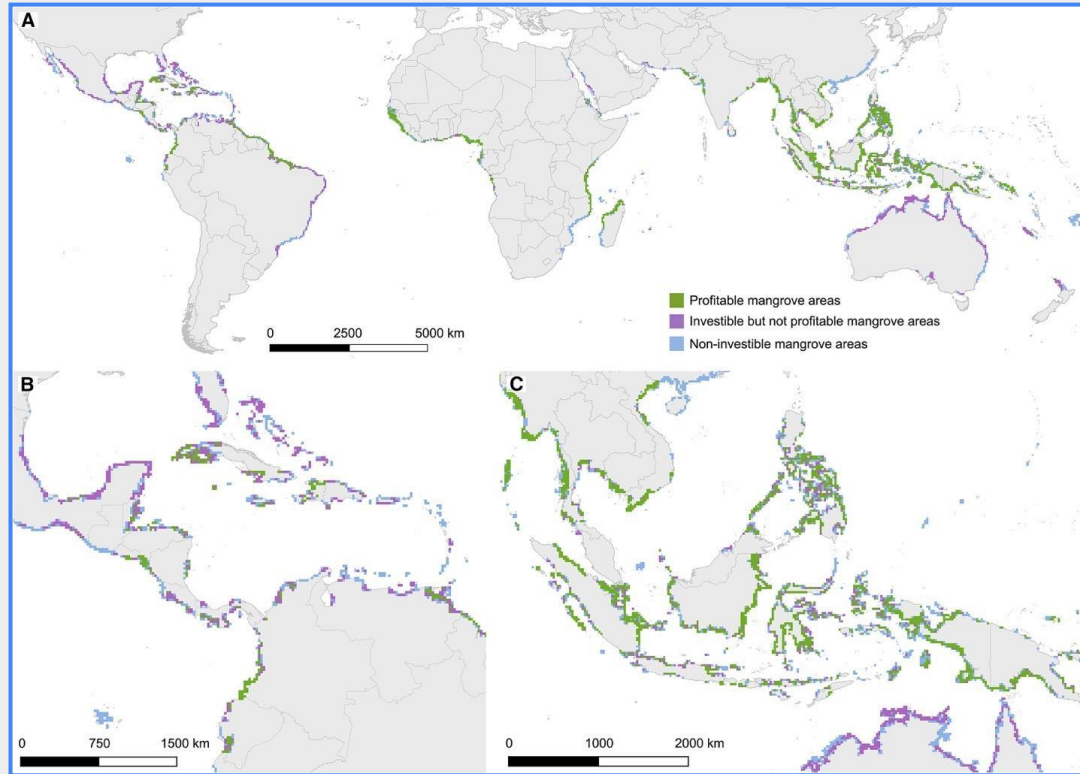 A
Profitable mangrove areas
Investible but not profitable mangrove areas
Non-investible mangrove areas
0 2500 5000 km
B
0 750 1500 km
C
0 1000 2000 km